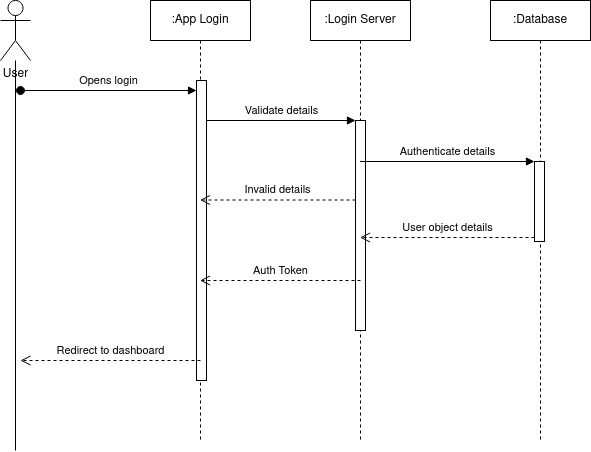 :App Login
:Login Server
:Database
User
Opens login
Validate details
Authenticate details
Invalid details
User object details
Auth Token
Redirect to dashboard